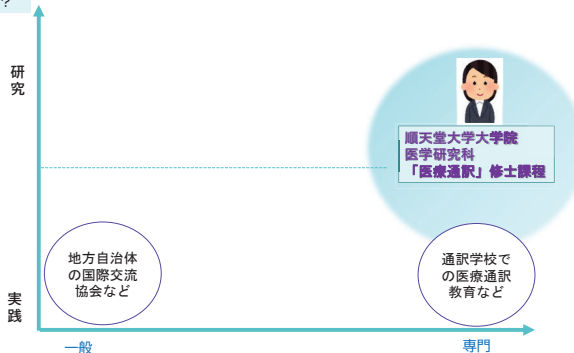 ?
研
究
順天堂大学大学院
医学研究科
「医療通訳」修士課程
地方自治体
の国際交流
協会など
通訳学校で
の医療通訳
教育など
実
践
一般
専門